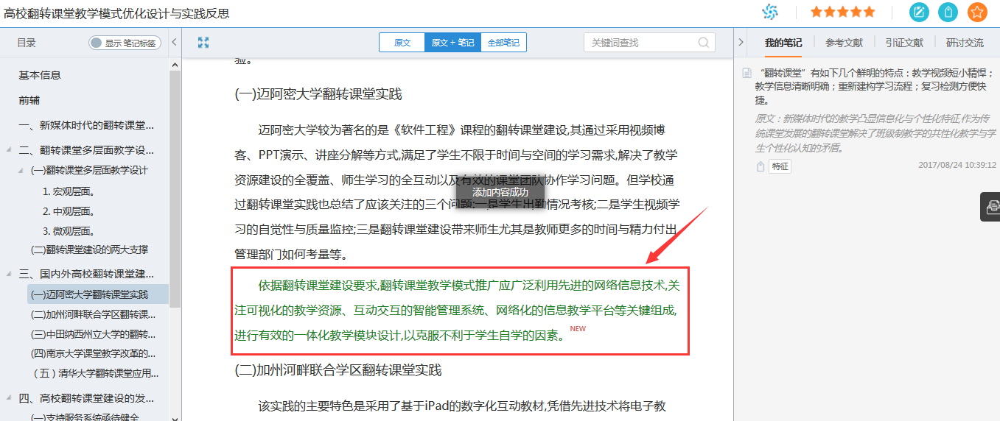 高校翻转课堂教学模式优化设计与实践反思
目录
显示 笔记标签
基本信息
前辅
一、新媒体时代的翻转课堂...
二、翻转课堂多层面教学设...
(一)翻转课堂多层面教学设计
1. 宏观层面。
2. 中观层面。
3. 微观层面。
(二)翻转课堂建设的两大支撑
三、国内外高校翻转课堂建...
(一)迈阿密大学翻转课堂实践
(二)加州河畔联合学区翻转课...
(三)中田纳西州立大学的翻转...
(四)南京大学课堂教学改革的...
（五）清华大学翻转课堂应用...
四、高校翻转课堂建设的发...
(一)支持服务系统亟待健全
原文
原文 + 笔记
全部笔记
关键词查找
验。
(一)迈阿密大学翻转课堂实践
迈阿密大学较为著名的是《软件工程》课程的翻转课堂建设,其通过采用视频博
客、PPT演示、讲座分解等方式,满足了学生不限于时间与空间的学习需求,解决了教学
资源建设的全覆盖、师生学习的全互动以及有效的课堂团队协作学习问题。但学校通
添加内容成功
过翻转课堂实践也总结了应该关注的三个问题:一是学生出勤情况考核;二是学生视频学
习的自觉性与质量监控;三是翻转课堂建设带来师生尤其是教师更多的时间与精力付出
管理部门如何考量等。
依据翻转课堂建设要求,翻转课堂教学模式推广应广泛利用先进的网络信息技术,关
注可视化的教学资源、互动交互的智能管理系统、网络化的信息教学平台等关键组成,
进行有效的一体化教学模块设计,以克服不利于学生自学的因素。NEW
(二)加州河畔联合学区翻转课堂实践
该实践的主要特色是采用了基于iPad的数字化互动教材,凭借先进技术将电子教
我的笔记
参考文献
引证文献
研讨交流
“翻转课堂”有如下几个鲜明的特点：教学视频短小精悍；
教学信息清晰明确；重新建构学习流程；复习检测方便快
捷。
原文：新媒体时代的教学凸显信息化与个性化特征,作为传
统课堂发展的翻转课堂解决了班级制教学的共性化教学与学
生个性化认知的矛盾。
特征
2017/08/24 10:39:12